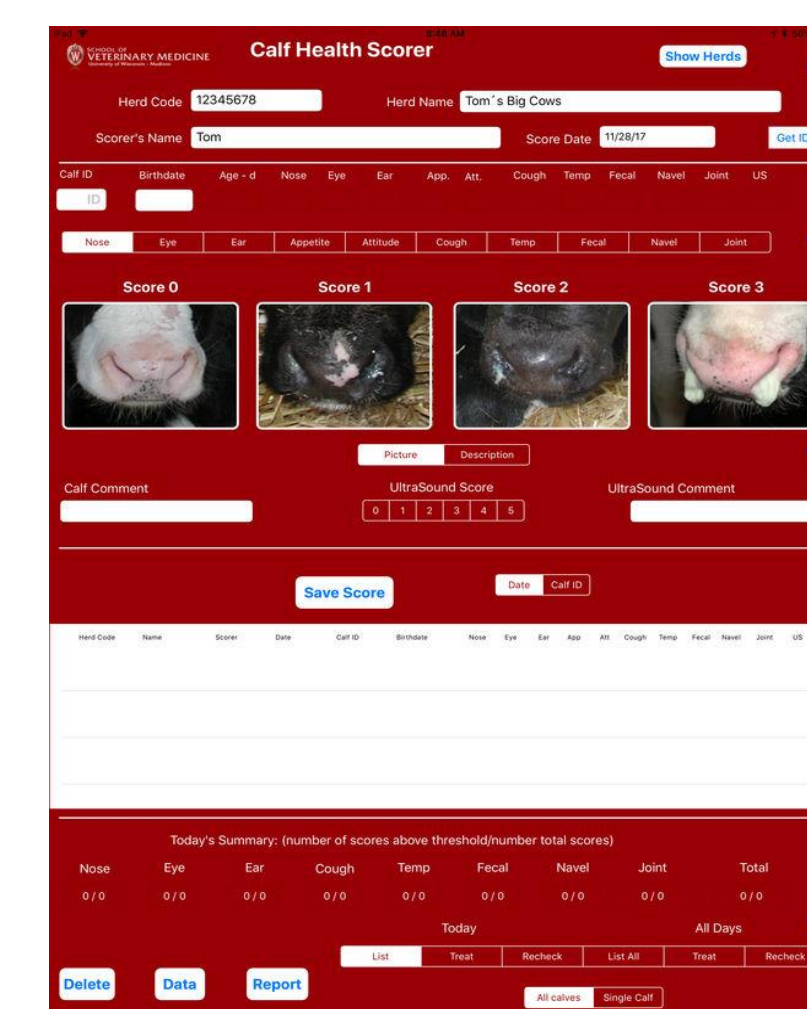 iPad 8:48 AM 50%
SCHOOL OF
VETERINARY MEDICINE
University of Wisconsin - Madison
Calf Health Scorer
Show Herds
Herd Code 12345678 Herd Name Tom´s Big Cows
Scorer's Name Tom Score Date 11/28/17 Get ID
Calf ID Birthdate Age - d Nose Eye Ear App. Att. Cough Temp Fecal Navel Joint US
ID
Nose Eye Ear Appetite Attitude Cough Temp Fecal Navel Joint
Score 0 Score 1 Score 2 Score 3
Picture Description
Calf Comment UltraSound Score UltraSound Comment
0 1 2 3 4 5
Save Score Date Calf ID
Herd Code Name Scorer Date Calf ID Birthdate Nose Eye Ear App Att Cough Temp Fecal Navel Joint US
Today's Summary: (number of scores above threshold/number total scores)
Nose Eye Ear Cough Temp Fecal Navel Joint Total
0 / 0 0 / 0 0 / 0 0 / 0 0 / 0 0 / 0 0 / 0 0 / 0 0 / 0
Today All Days
List Treat Recheck List All Treat Recheck
Delete Data Report All calves Single Calf